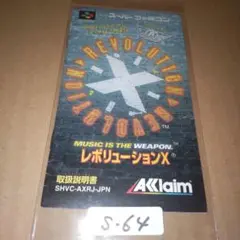 スーパーファミコン
REVOLUTION
REVOLUTION
X
MUSIC IS THE WEAPON.
レボリューションX
取扱説明書
SHVC-AXRJ-JPN
AKlaim
S-64